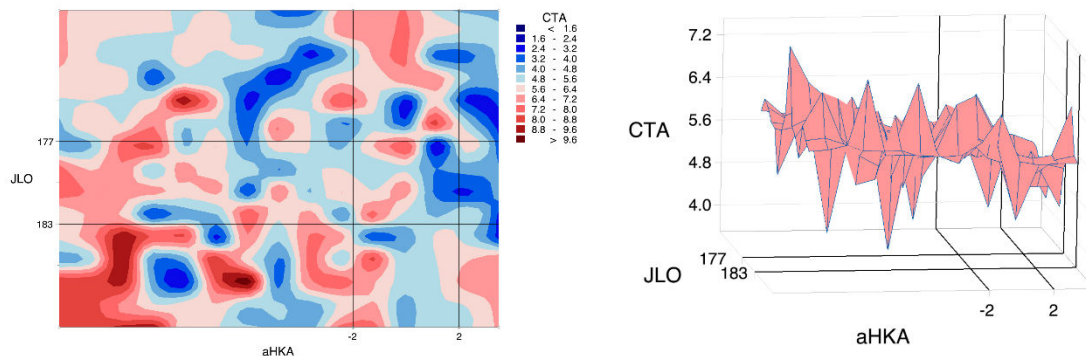 CTA
< 1.6
1.6 - 2.4
2.4 - 3.2
3.2 - 4.0
4.0 - 4.8
4.8 - 5.6
5.6 - 6.4
6.4 - 7.2
7.2 - 8.0
8.0 - 8.8
8.8 - 9.6
> 9.6
177
JLO
183
-2
2
aHKA
7.2
6.4
CTA
5.6
4.8
4.0
177
JLO
183
-2
2
aHKA